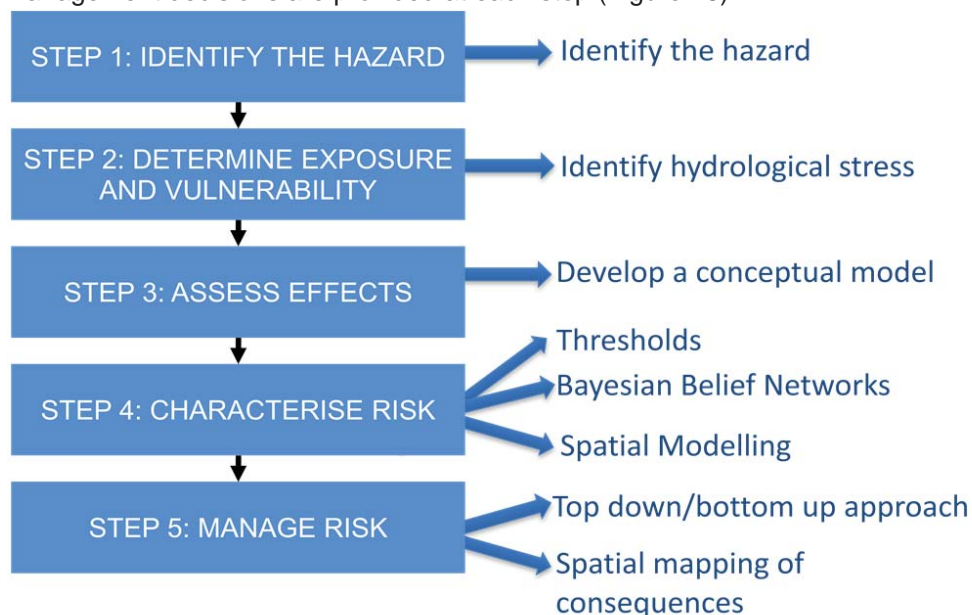 STEP 1: IDENTIFY THE HAZARD
Identify the hazard
STEP 2: DETERMINE EXPOSURE
AND VULNERABILITY
Identify hydrological stress
STEP 3: ASSESS EFFECTS
Develop a conceptual model
STEP 4: CHARACTERISE RISK
Thresholds
Bayesian Belief Networks
Spatial Modelling
STEP 5: MANAGE RISK
Top down/bottom up approach
Spatial mapping of
consequences